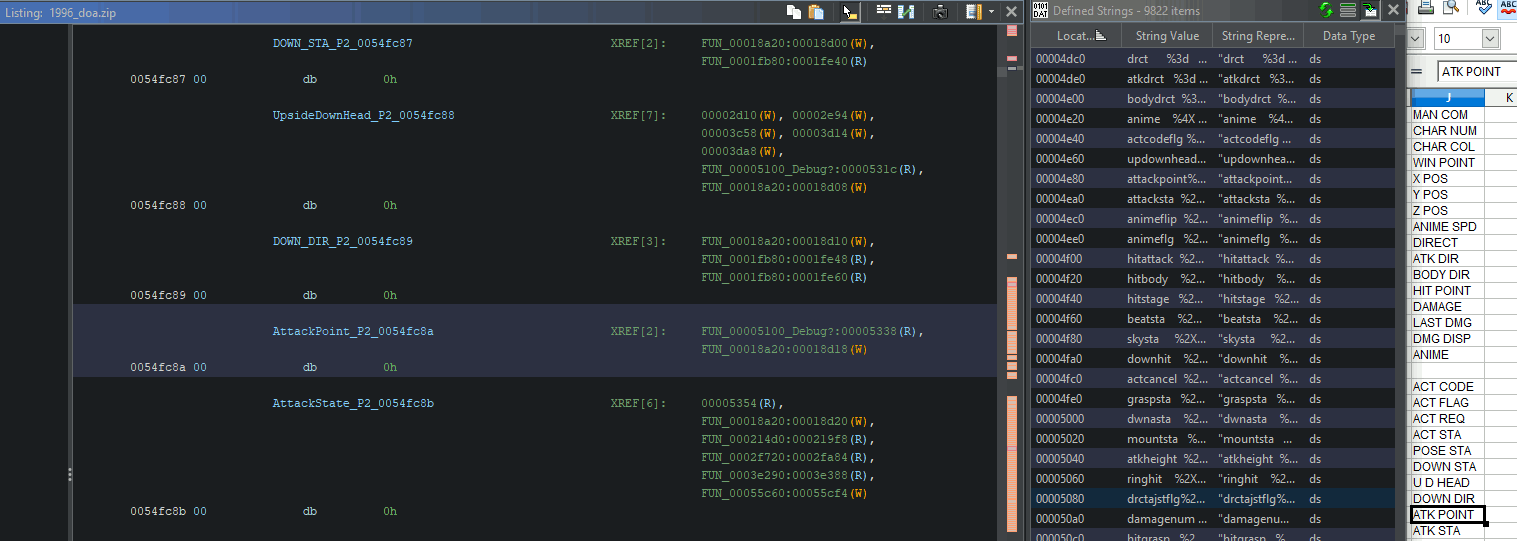 Listing: 1996_doa.zip
DOWN_STA_P2_0054fc87 XREF[2]: FUN_00018a20:00018d00(W),
FUN_0001fb80:0001fe40(R)
0054fc87 00 db 0h
UpsideDownHead_P2_0054fc88 XREF[7]: 00002d10(W), 00002e94(W),
00003c58(W), 00003d14(W),
00003da8(W),
FUN_00005100_Debug?:0000531c(R),
FUN_00018a20:00018d08(W)
0054fc88 00 db 0h
DOWN_DIR_P2_0054fc89 XREF[3]: FUN_00018a20:00018d10(W),
FUN_0001fb80:0001fe48(R),
FUN_0001fb80:0001fe60(R)
0054fc89 00 db 0h
AttackPoint_P2_0054fc8a XREF[2]: FUN_00005100_Debug?:00005338(R),
FUN_00018a20:00018d18(W)
0054fc8a 00 db 0h
AttackState_P2_0054fc8b XREF[6]: 00005354(R),
FUN_00018a20:00018d20(W),
FUN_000214d0:000219f8(R),
FUN_0002f720:0002fa84(R),
FUN_0003e290:0003e388(R),
FUN_00055c60:00055cf4(W)
0054fc8b 00 db 0h
0101 DAT Defined Strings - 9822 items
Locat... String Value String Repre... Data Type
00004dc0 drct %3d ... "drct %3d ... ds
00004de0 atkdrct %3d ... "atkdrct %3... ds
00004e00 bodydrct %3... "bodydrct %... ds
00004e20 anime %4X ... "anime %4... ds
00004e40 actcodeflg %... "actcodeflg ... ds
00004e60 updownhead... "updownhea... ds
00004e80 attackpoint%... "attackpoint... ds
00004ea0 attacksta %2... "attacksta %... ds
00004ec0 animeflip %2... "animeflip %... ds
00004ee0 animeflg %2... "animeflg %... ds
00004f00 hitattack %2... "hitattack %... ds
00004f20 hitbody %2... "hitbody %... ds
00004f40 hitstage %2... "hitstage %... ds
00004f60 beatsta %2... "beatsta %... ds
00004f80 skysta %2X... "skysta %2... ds
00004fa0 downhit %2... "downhit %... ds
00004fc0 actcancel %2... "actcancel %... ds
00004fe0 graspsta %2... "graspsta %... ds
00005000 dwnasta %2... "dwnasta %... ds
00005020 mountsta %... "mountsta ... ds
00005040 atkheight %2... "atkheight %... ds
00005060 ringhit %2X... "ringhit %2... ds
00005080 drctajstflg%2... "drctajstflg%... ds
000050a0 damagenum ... "damagenu... ds
000050c0 hitgrasp %2... "hitgrasp %... ds
ABC ABC
10
= ATK POINT
J K
MAN COM
CHAR NUM
CHAR COL
WIN POINT
X POS
Y POS
Z POS
ANIME SPD
DIRECT
ATK DIR
BODY DIR
HIT POINT
DAMAGE
LAST DMG
DMG DISP
ANIME
ACT CODE
ACT FLAG
ACT REQ
ACT STA
POSE STA
DOWN STA
U D HEAD
DOWN DIR
ATK POINT
ATK STA